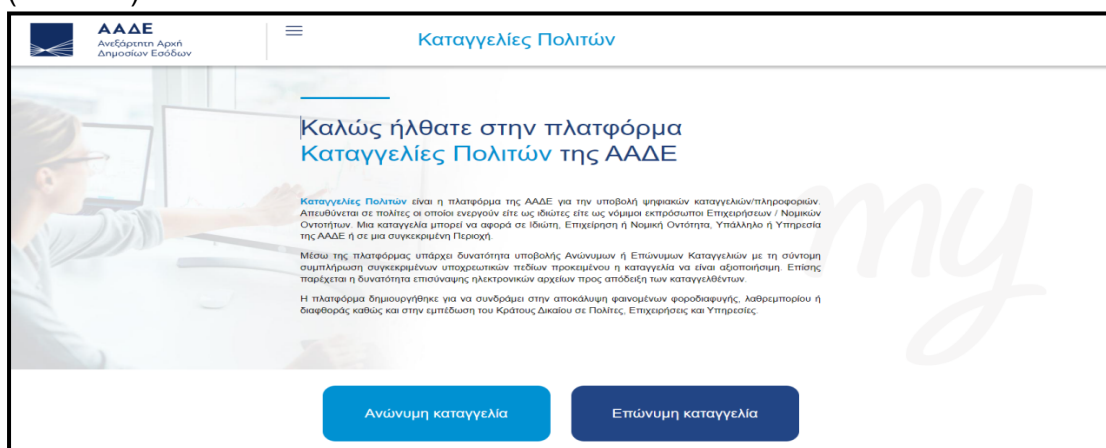 ΑΑΔΕ
Ανεξάρτητη Αρχή
Δημοσίων Εσόδων
Καταγγελίες Πολιτών
Καλώς ήλθατε στην πλατφόρμα
Καταγγελίες Πολιτών της ΑΑΔΕ
Καταγγελίες Πολιτών είναι η πλατφόρμα της ΑΑΔΕ για την υποβολή ψηφιακών καταγγελιών/πληροφοριών.
Απευθύνεται σε πολίτες οι οποίοι ενεργούν είτε ως ιδιώτες είτε ως νόμιμοι εκπρόσωποι Επιχειρήσεων / Νομικών
Οντοτήτων. Μια καταγγελία μπορεί να αφορά σε Ιδιώτη, Επιχείρηση ή Νομική Οντότητα, Υπάλληλο ή Υπηρεσία
της ΑΑΔΕ ή σε μια συγκεκριμένη Περιοχή.
Μέσω της πλατφόρμας υπάρχει δυνατότητα υποβολής Ανώνυμων ή Επώνυμων Καταγγελιών με τη σύντομη
συμπλήρωση συγκεκριμένων υποχρεωτικών πεδίων προκειμένου η καταγγελία να είναι αξιοποιήσιμη. Επίσης
παρέχεται η δυνατότητα επισύναψης ηλεκτρονικών αρχείων προς απόδειξη των καταγγελθέντων.
Η πλατφόρμα δημιουργήθηκε για να συνδράμει στην αποκάλυψη φαινομένων φοροδιαφυγής, λαθρεμπορίου ή
διαφθοράς καθώς και στην εμπέδωση του Κράτους Δικαίου σε Πολίτες, Επιχειρήσεις και Υπηρεσίες.
my
Ανώνυμη καταγγελία
Επώνυμη καταγγελία